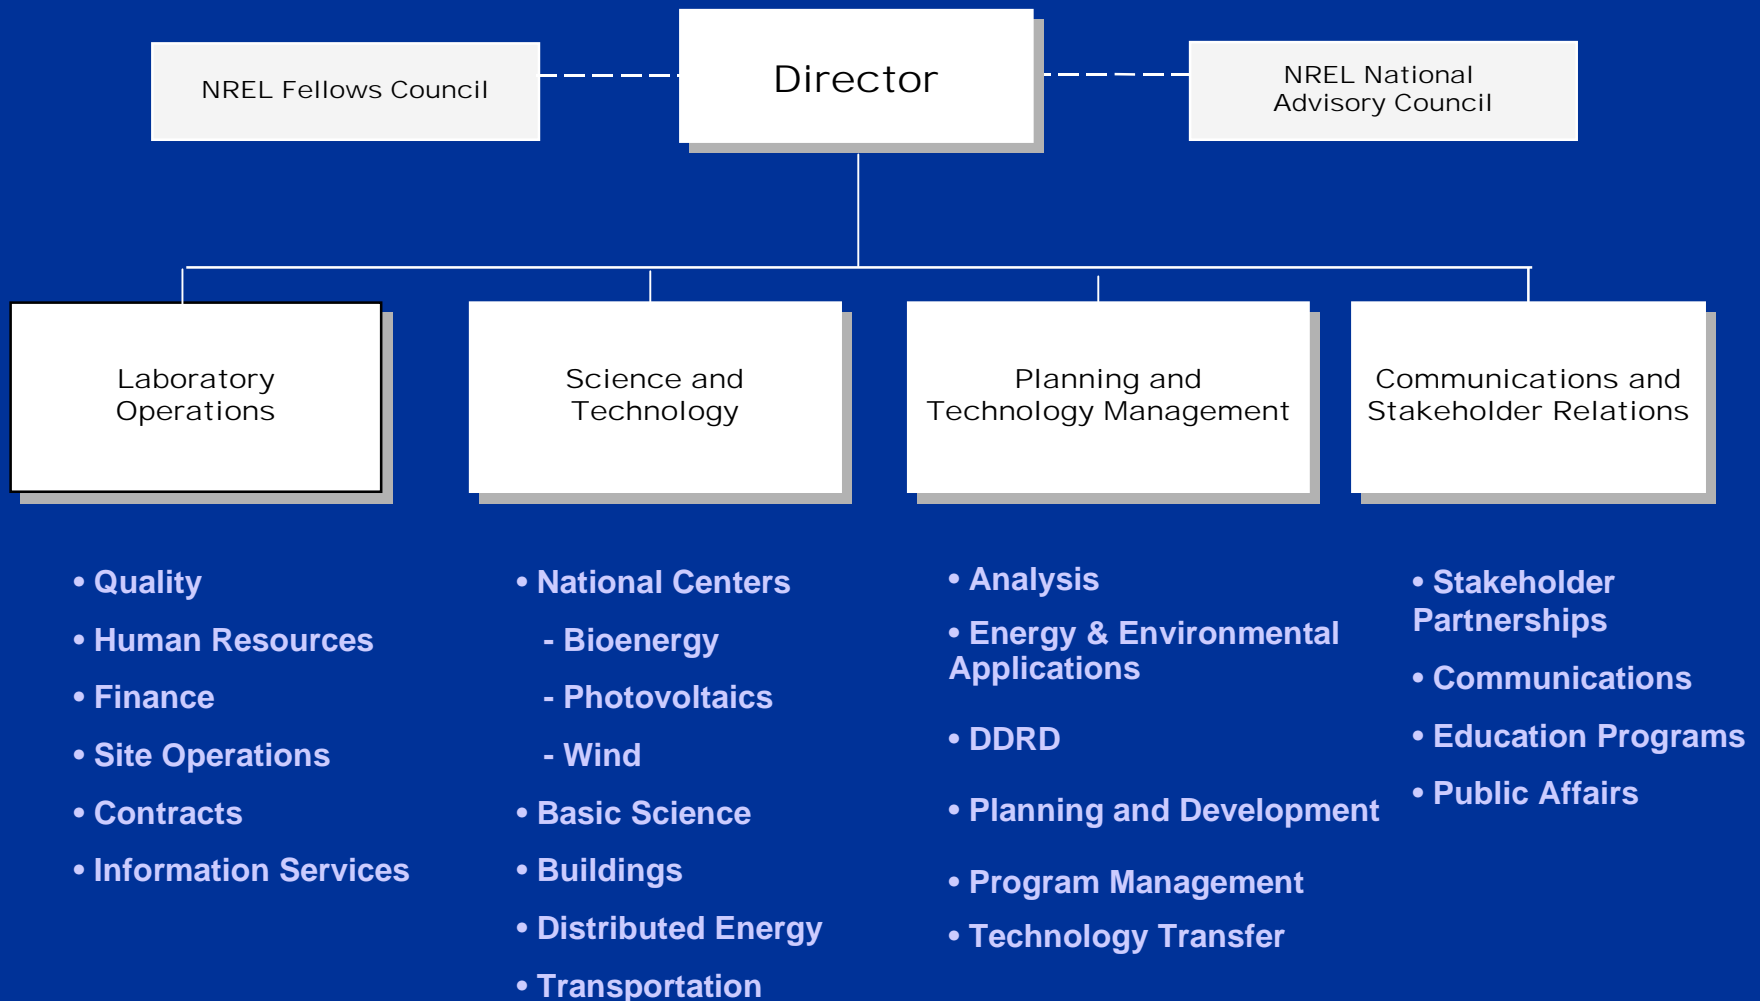 Director
NREL Fellows Council
NREL National
Advisory Council
Laboratory
Operations
Science and
Technology
Planning and
Technology Management
Communications and
Stakeholder Relations
• Quality
• Human Resources
• Finance
• Site Operations
• Contracts
• Information Services
• National Centers
- Bioenergy
- Photovoltaics
- Wind
• Basic Science
• Buildings
• Distributed Energy
• Transportation
• Analysis
• Energy & Environmental
Applications
• DDRD
• Planning and Development
• Program Management
• Technology Transfer
• Stakeholder
Partnerships
• Communications
• Education Programs
• Public Affairs